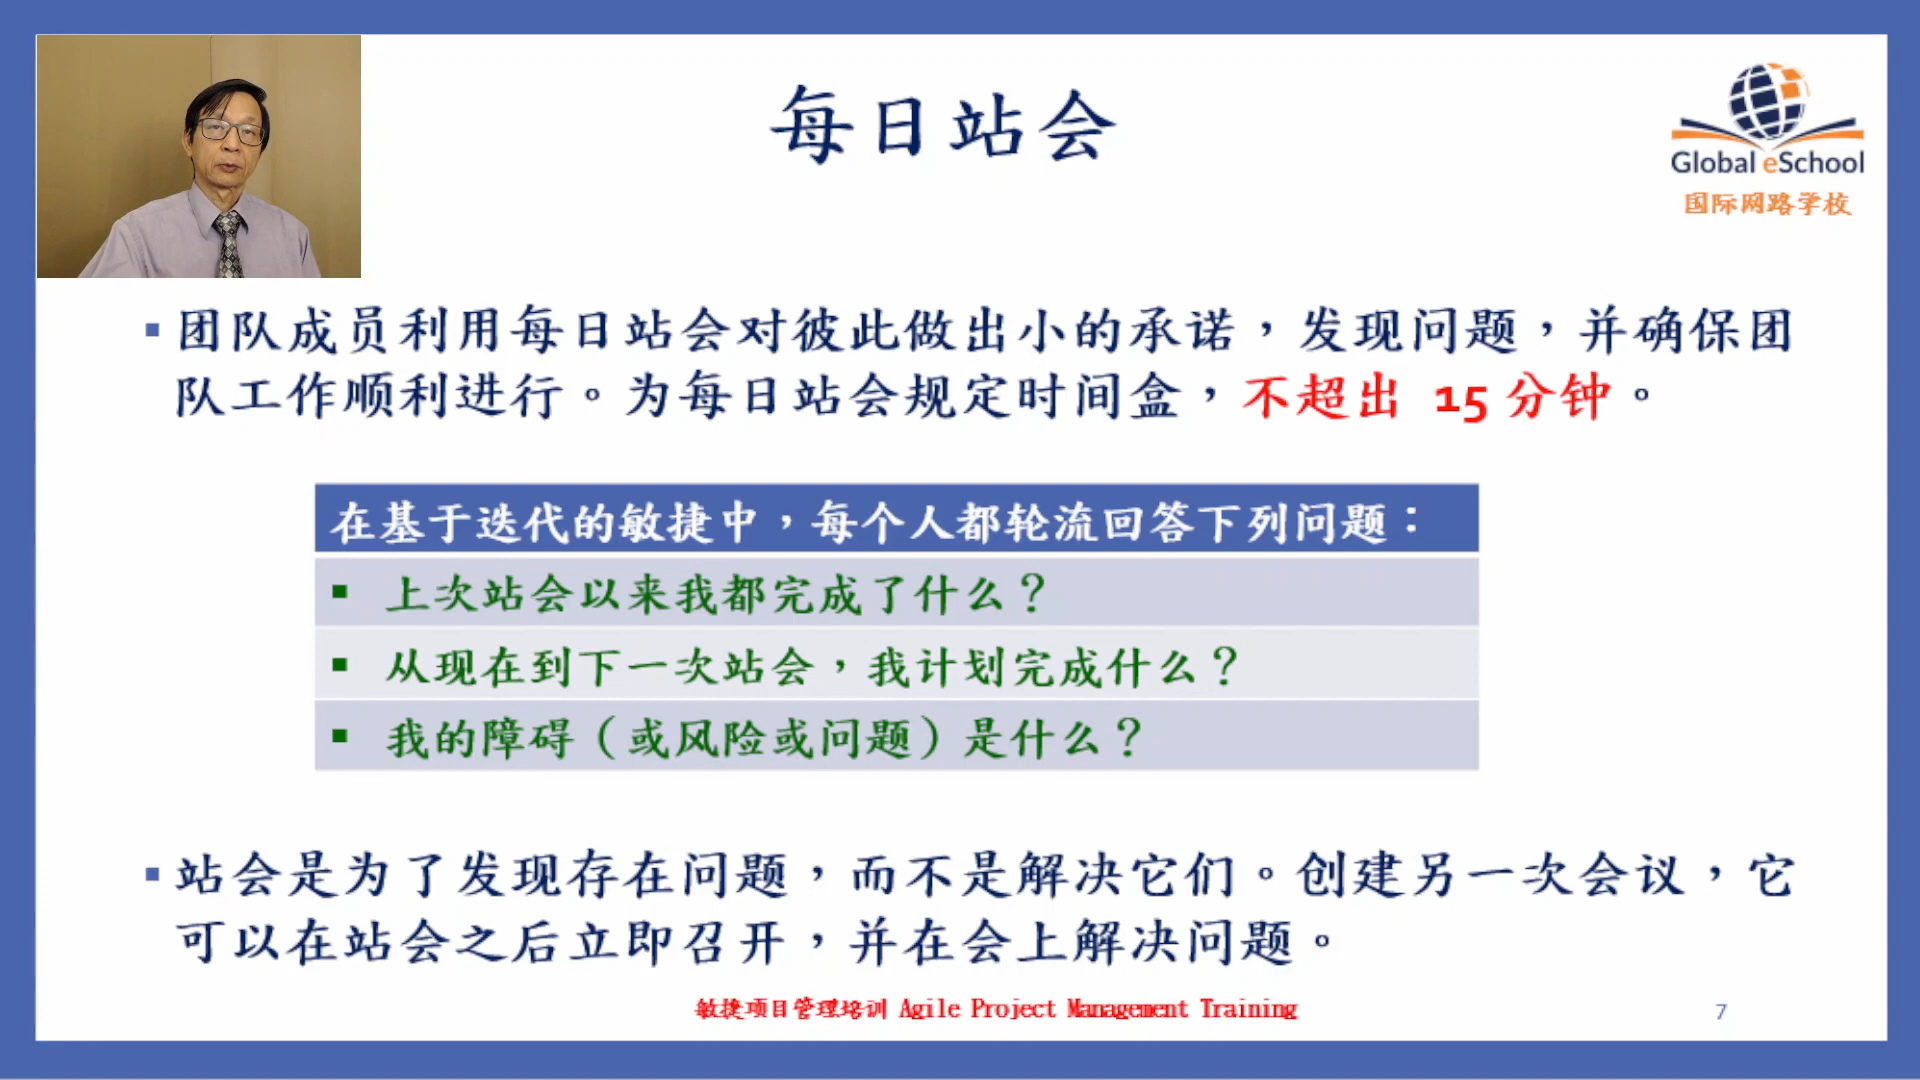 每日站会
Global eSchool
国际网路学校
▪ 团队成员利用每日站会对彼此做出小的承诺，发现问题，并确保团
队工作顺利进行。为每日站会规定时间盒，不超出 15 分钟。
在基于迭代的敏捷中，每个人都轮流回答下列问题：
▪ 上次站会以来我都完成了什么？
▪ 从现在到下一次站会，我计划完成什么？
▪ 我的障碍（或风险或问题）是什么？
▪ 站会是为了发现存在问题，而不是解决它们。创建另一次会议，它
可以在站会之后立即召开，并在会上解决问题。
敏捷项目管理培训 Agile Project Management Training
7